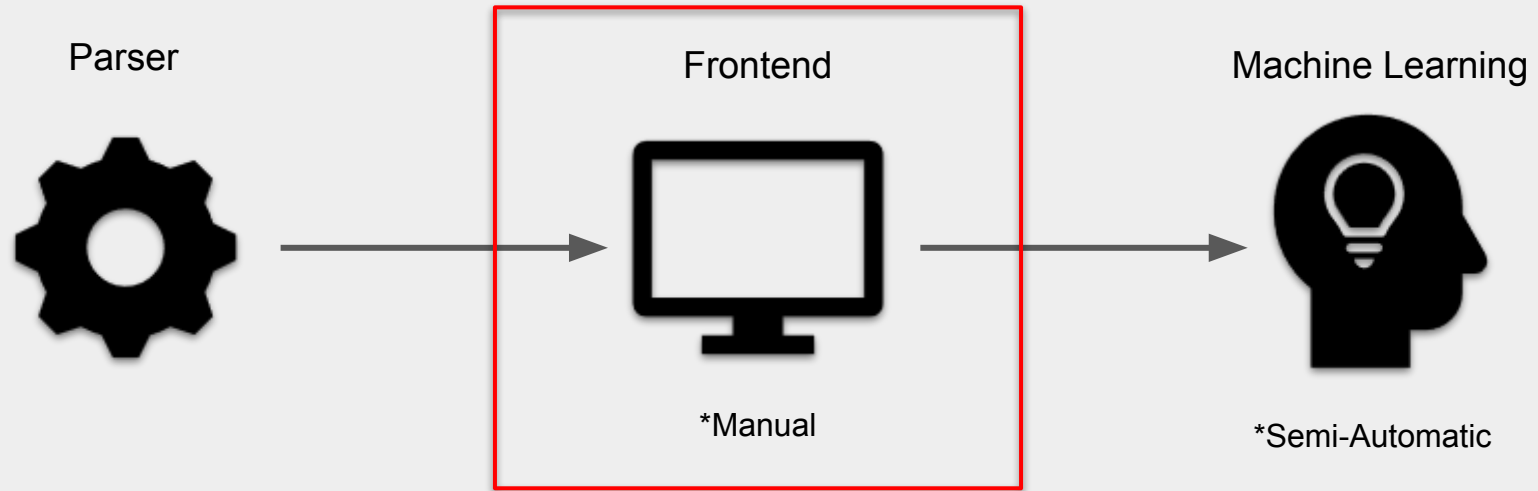 Parser
Frontend
Machine Learning
*Manual
*Semi-Automatic